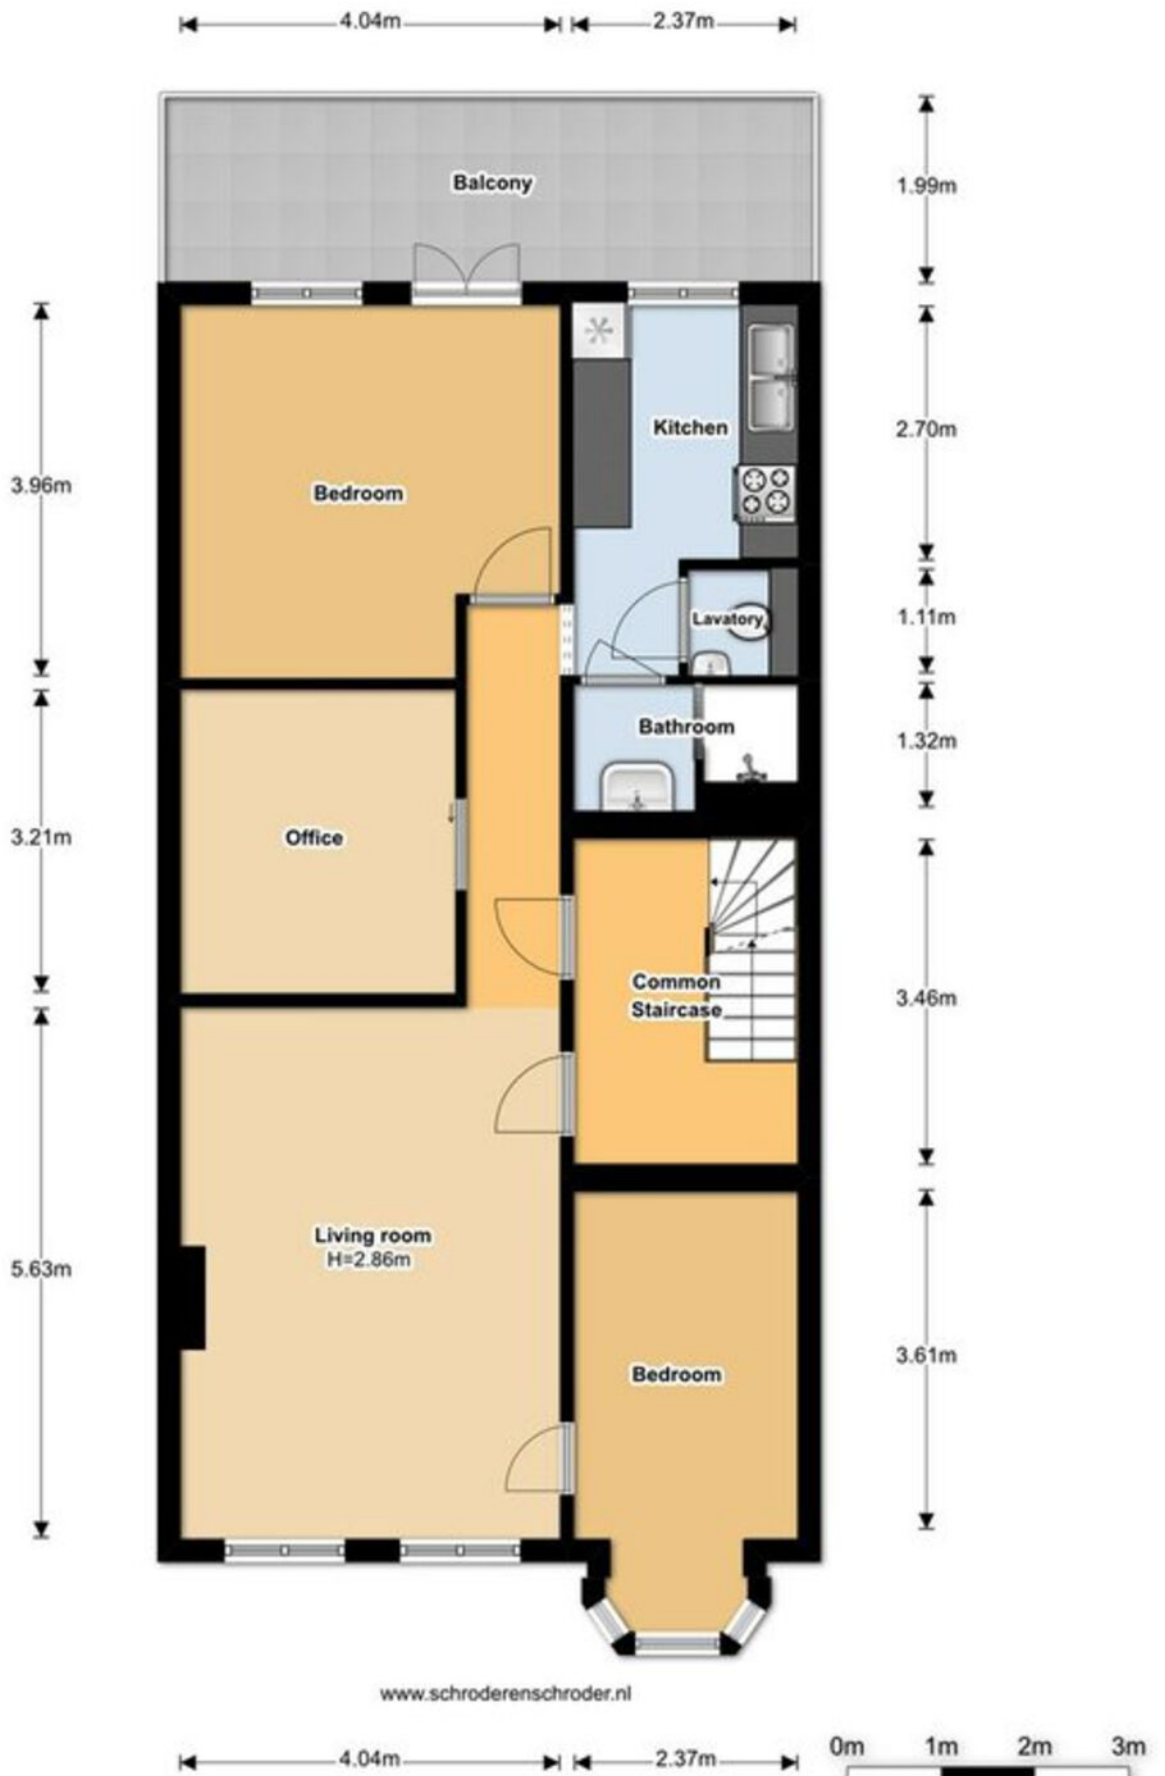 4.04m 2.37m
Balcony
1.99m
Bedroom
3.96m
Kitchen
2.70m
Lavatory
1.11m
Bathroom
1.32m
Office
3.21m
Common
Staircase
3.46m
Living room
H=2.86m
5.63m
Bedroom
3.61m
www.schroderenschroder.nl
4.04m 2.37m
0m 1m 2m 3m